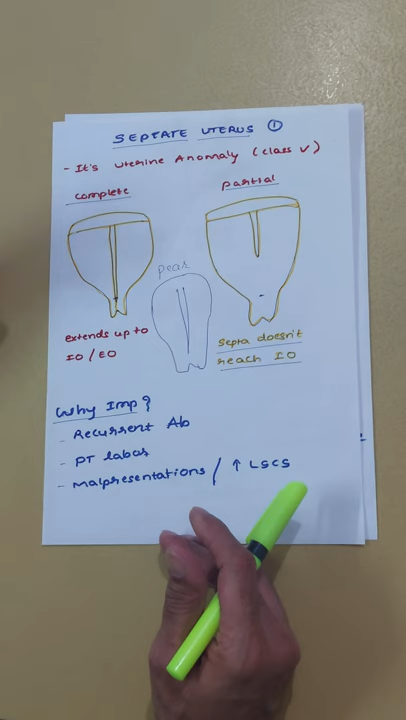 SEPTATE UTERUS ①
- It's Uterine Anomaly (class V)
complete
partial
pear
extends up to
IO / EO
Septa doesn't
reach IO
Why Imp?
- Recurrent Ab
- PT labor
- Malpresentations / ↑ LSCS